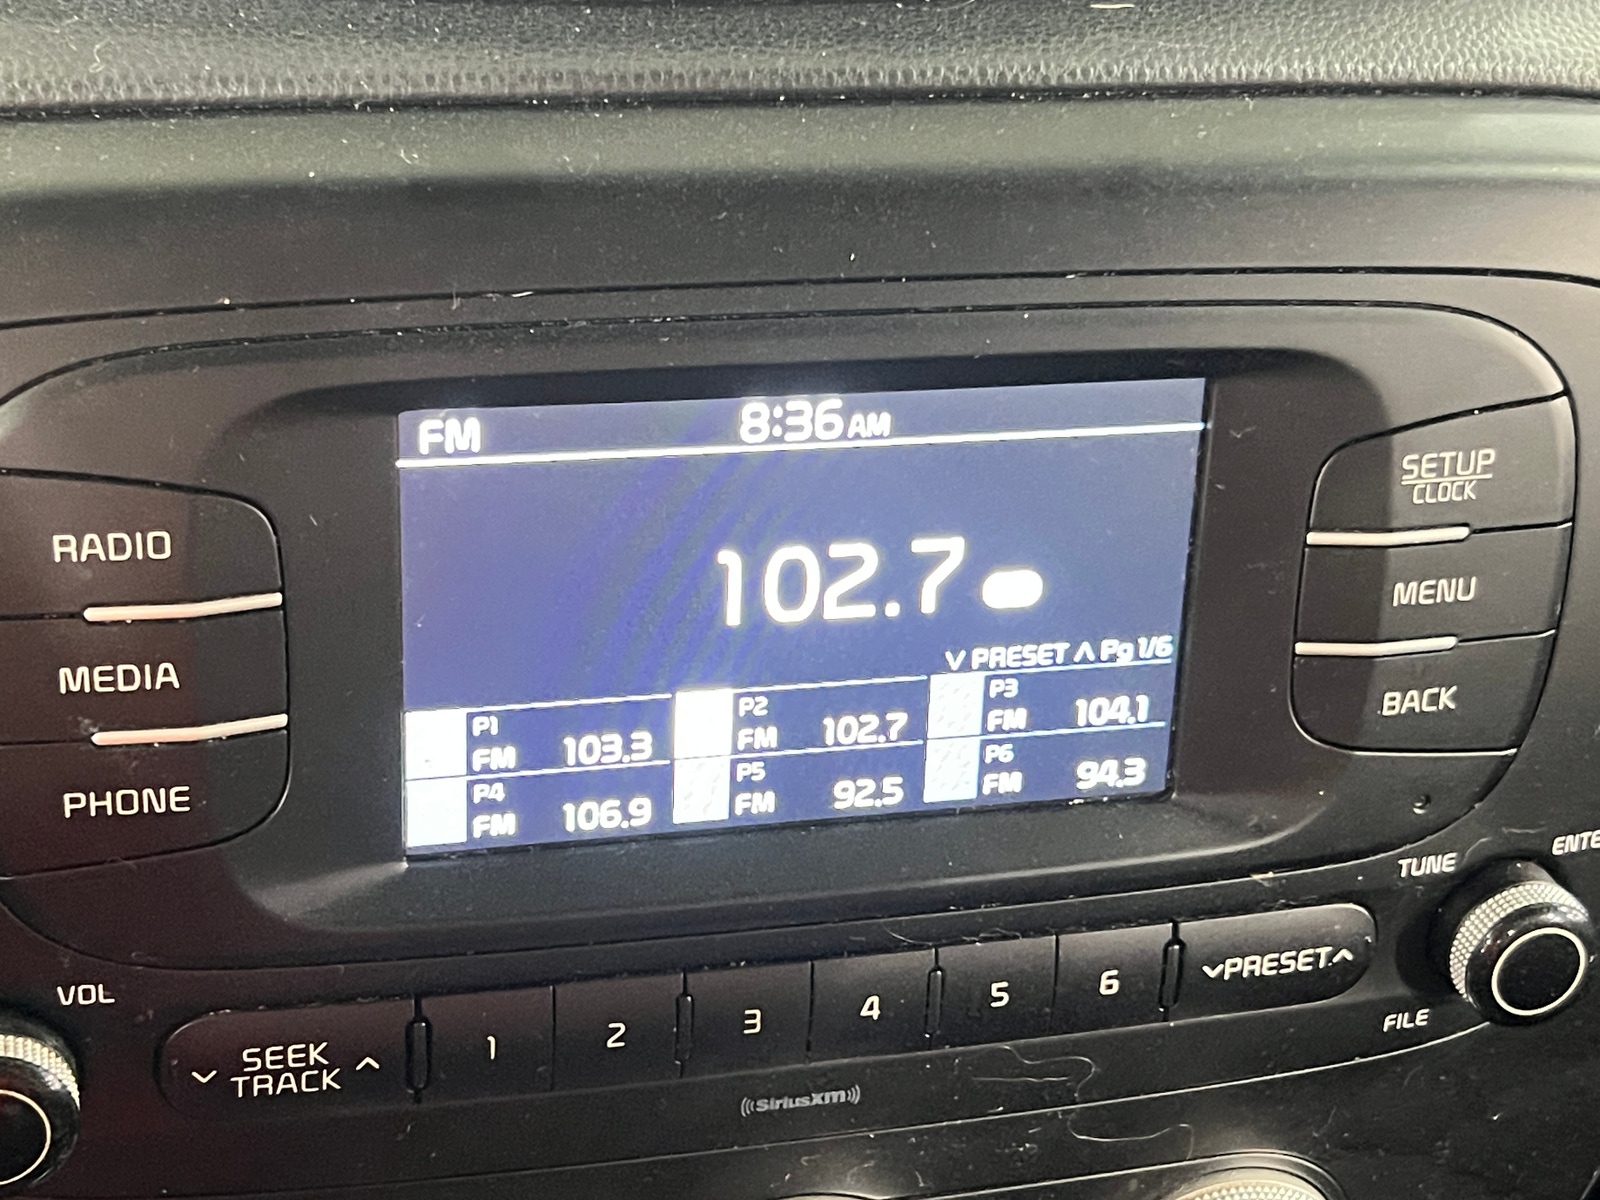 FM 8:36 AM
102.7
∨ PRESET ∧ Pg 1/6
P1 FM 103.3
P2 FM 102.7
P3 FM 104.1
P4 FM 106.9
P5 FM 92.5
P6 FM 94.3
RADIO
MEDIA
PHONE
SETUP
CLOCK
MENU
BACK
VOL
∨ SEEK ∧
TRACK
1 2 3 4 5 6
∨PRESET∧
TUNE
FILE
SiriusXM